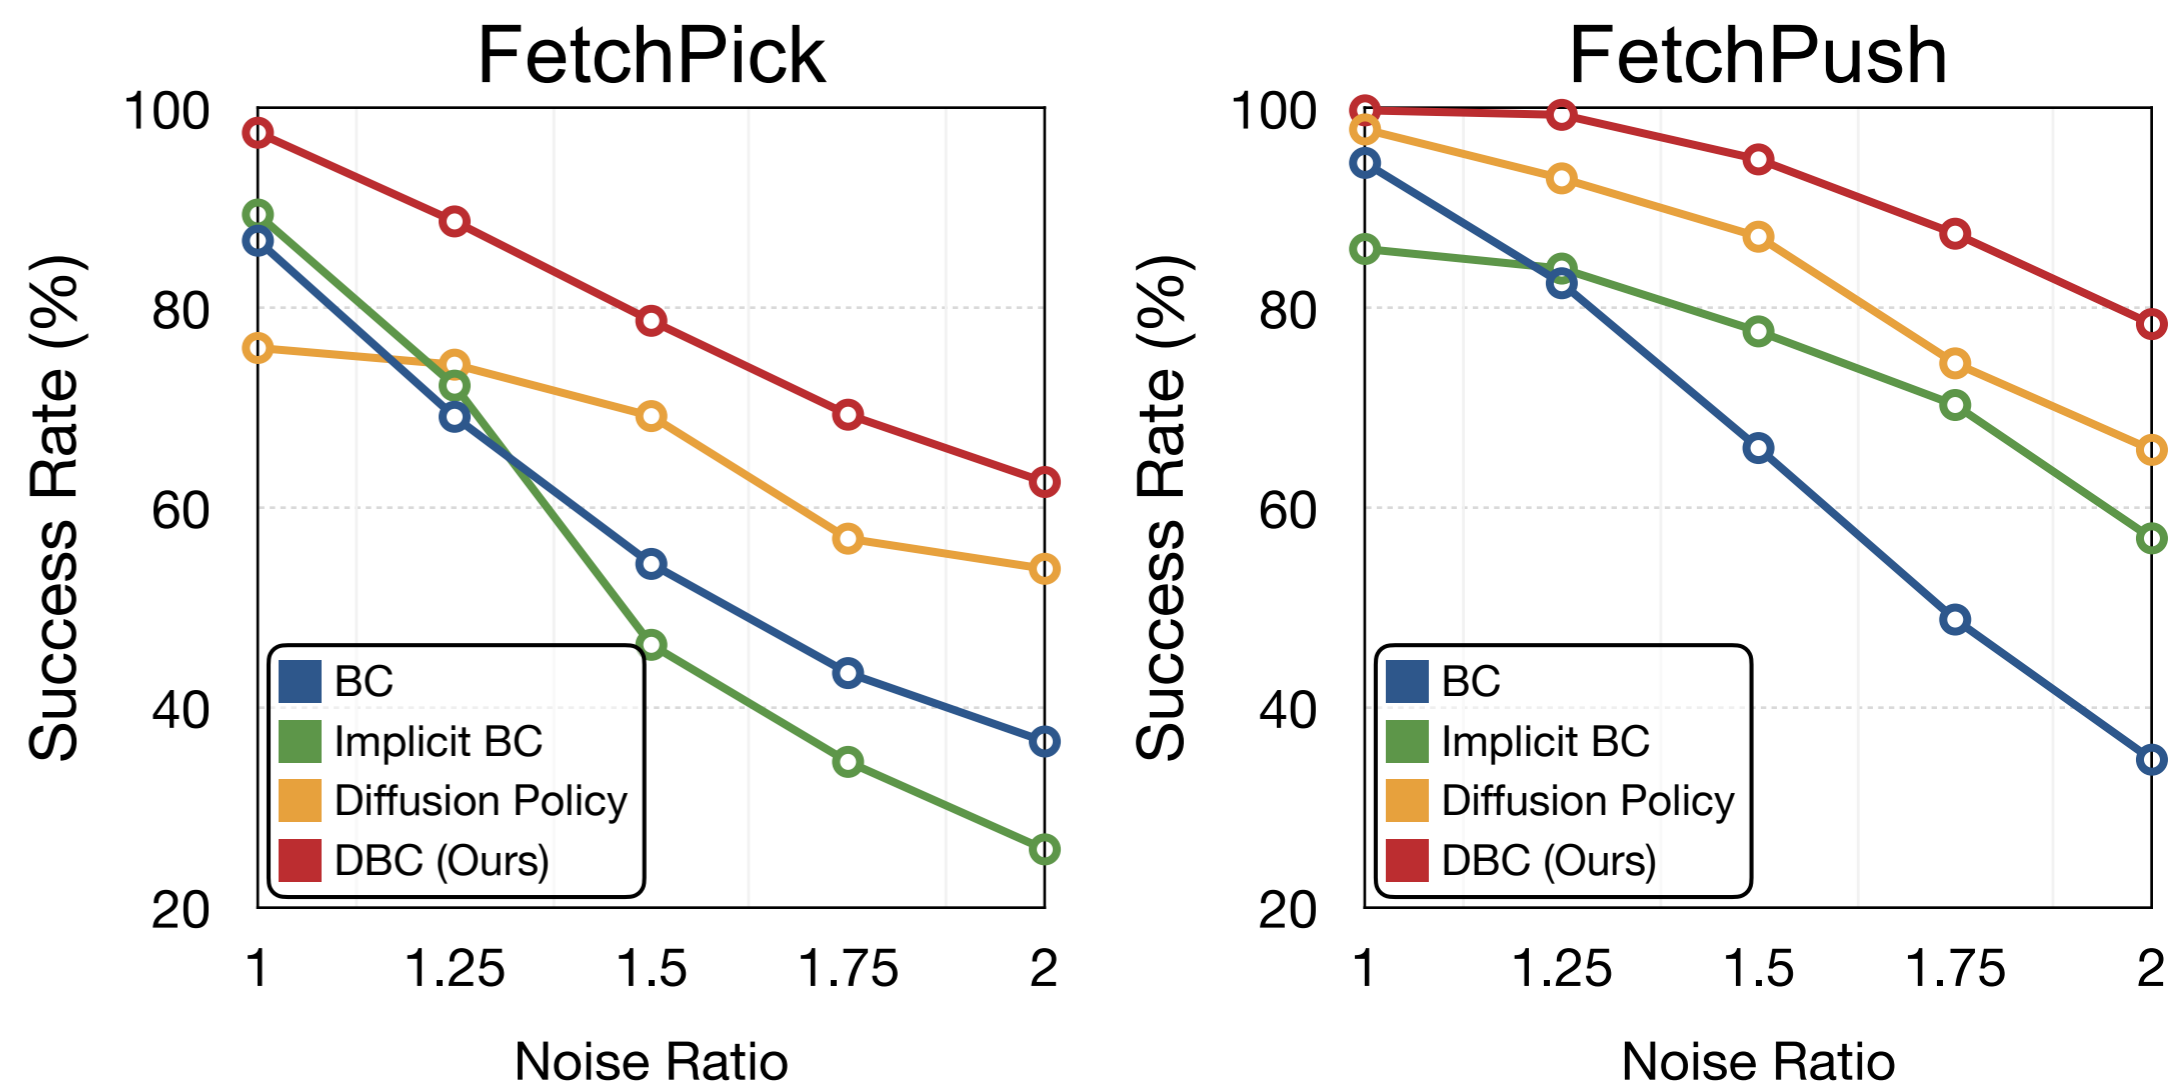 FetchPick
100
80
60
40
20
Success Rate (%)
BC
Implicit BC
Diffusion Policy
DBC (Ours)
1 1.25 1.5 1.75 2
Noise Ratio
FetchPush
100
80
60
40
20
Success Rate (%)
BC
Implicit BC
Diffusion Policy
DBC (Ours)
1 1.25 1.5 1.75 2
Noise Ratio